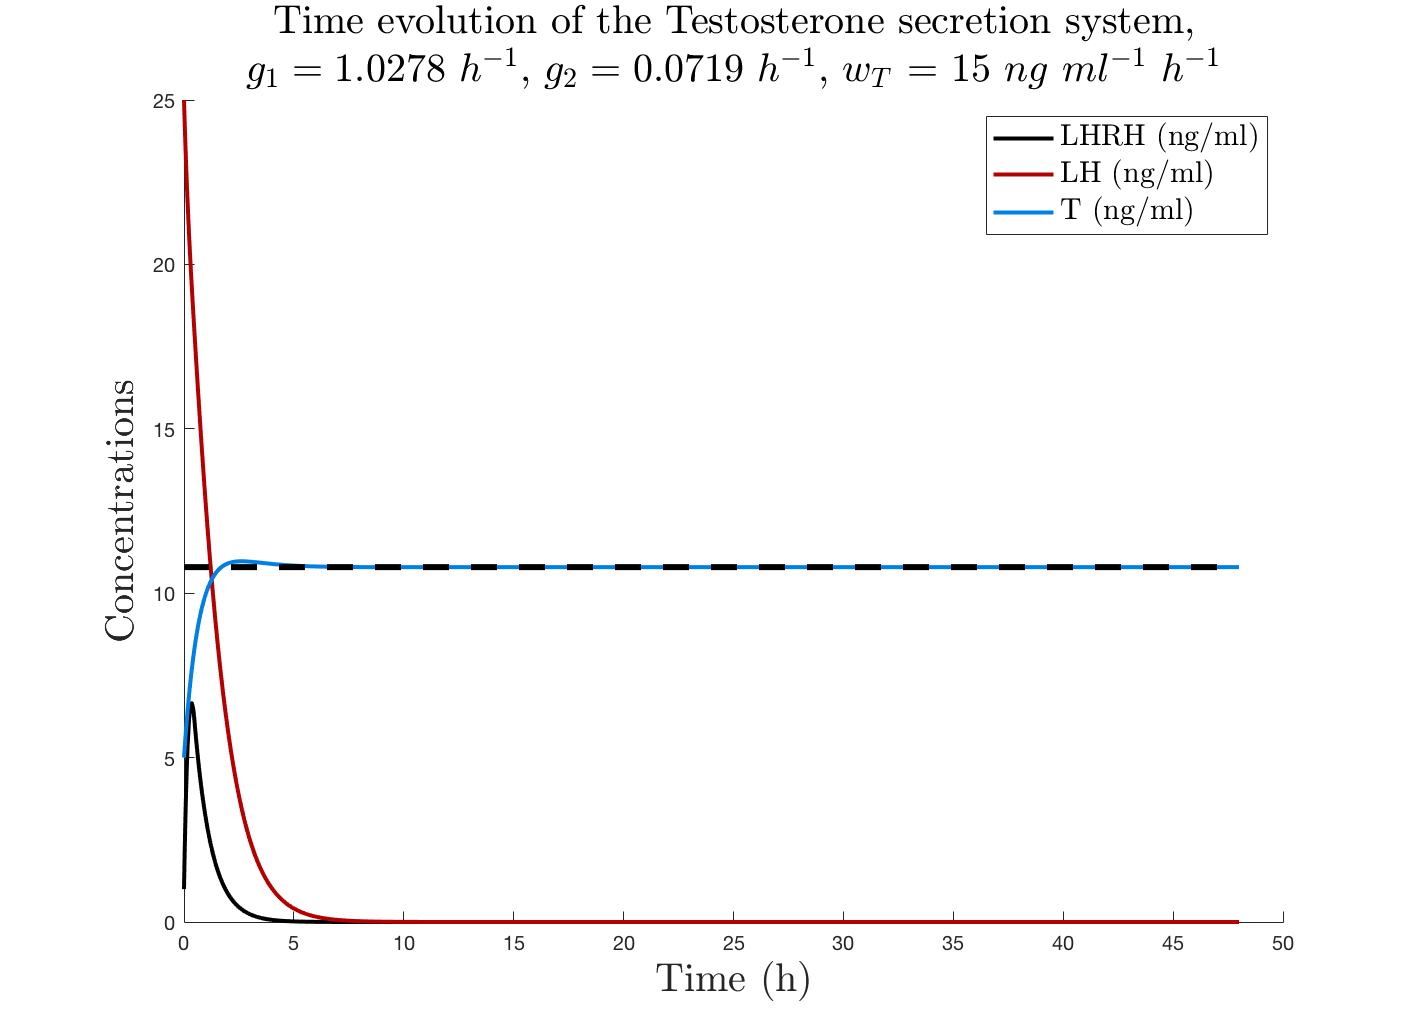 Time evolution of the Testosterone secretion system,
g₁ = 1.0278 h⁻¹, g₂ = 0.0719 h⁻¹, w_T = 15 ng ml⁻¹ h⁻¹
LHRH (ng/ml)
LH (ng/ml)
T (ng/ml)
Concentrations
25
20
15
10
5
0
0 5 10 15 20 25 30 35 40 45 50
Time (h)